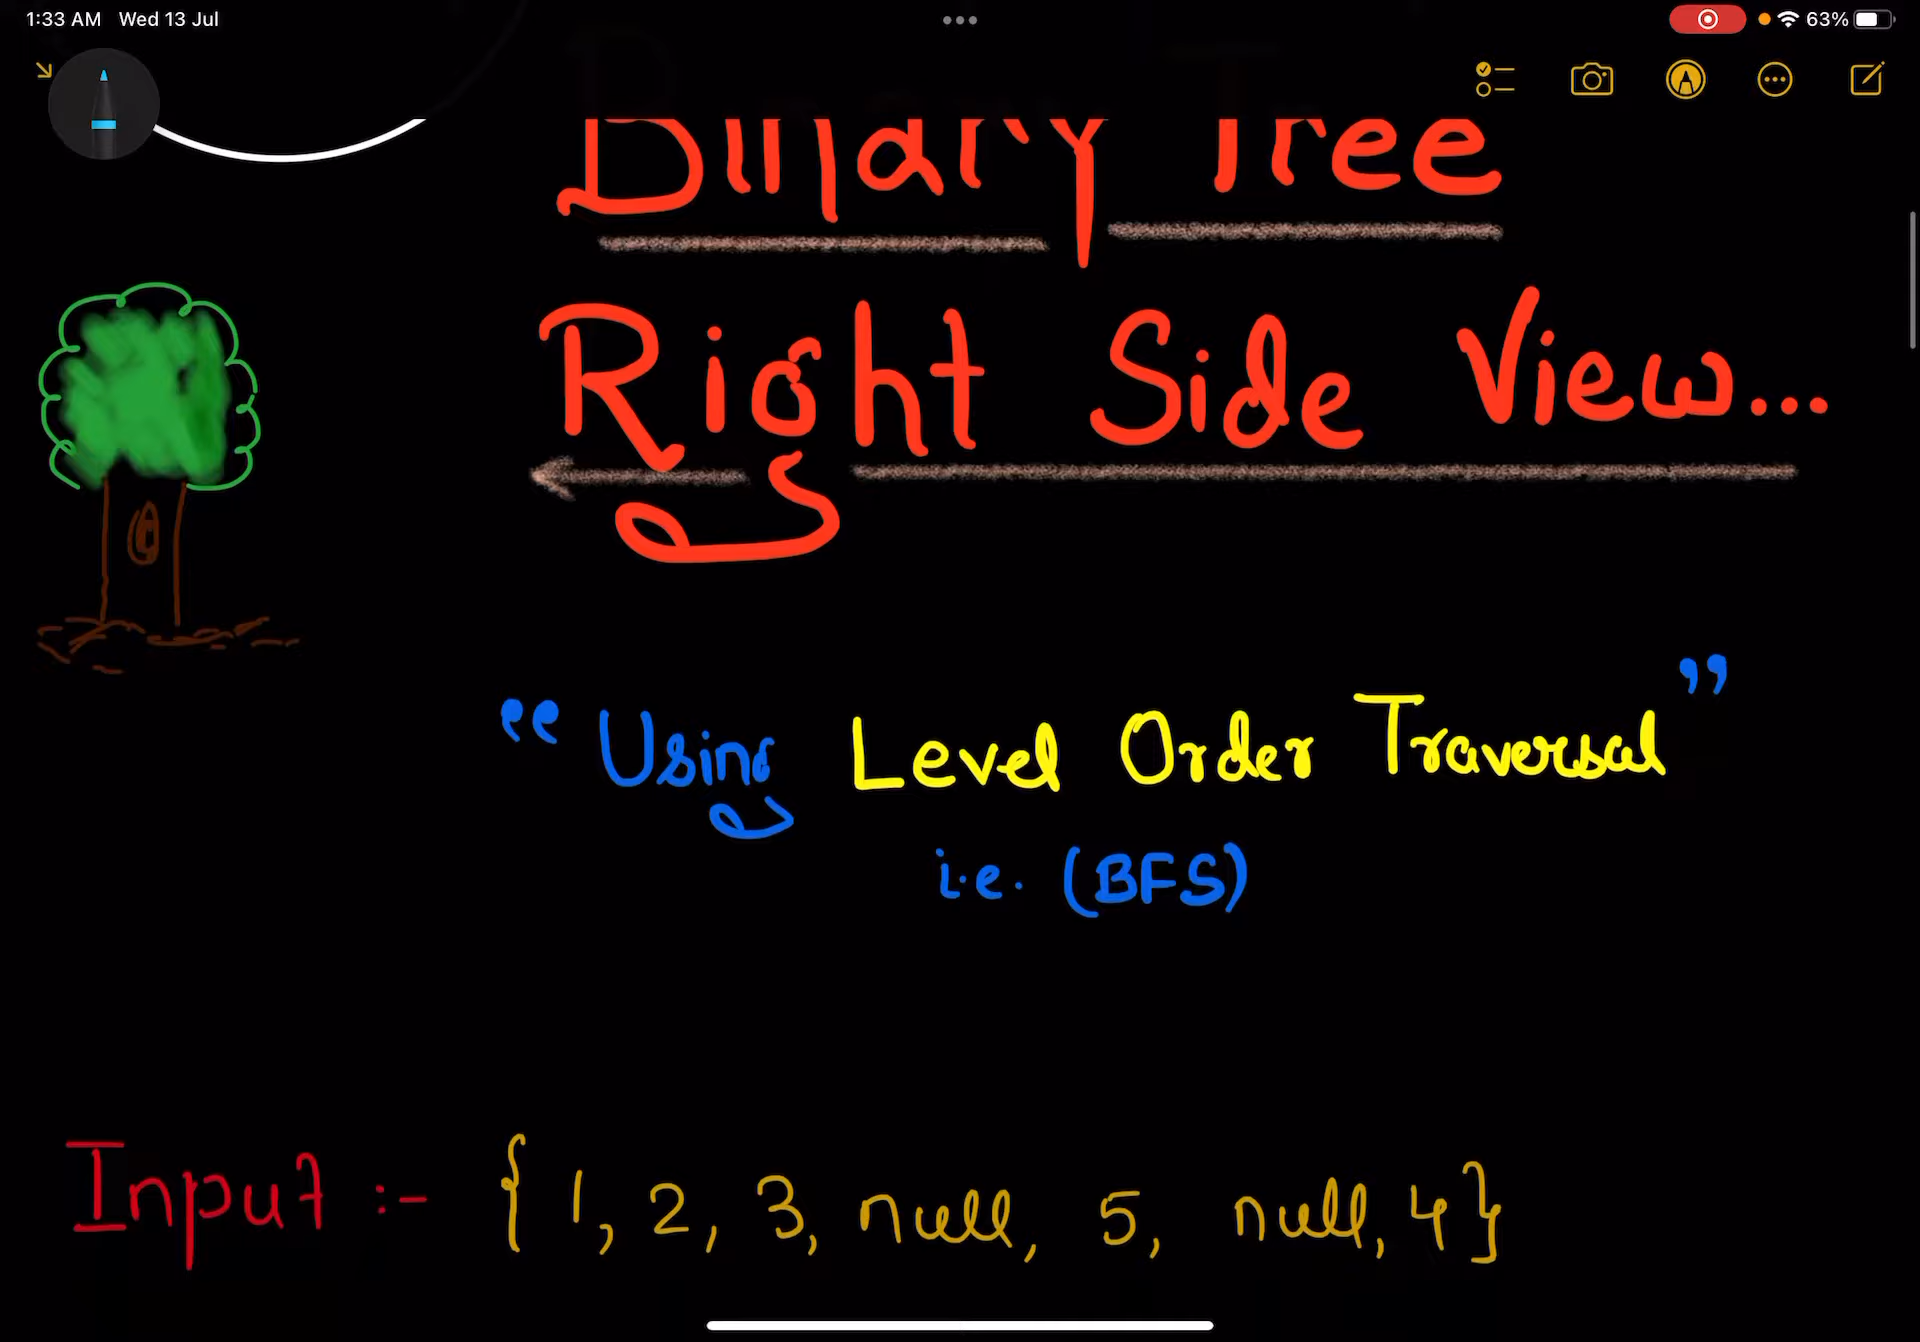 1:33 AM Wed 13 Jul
63%
Binary Tree
Right Side View...
“Using Level Order Traversal”
i.e. (BFS)
Input :- { 1, 2, 3, null, 5, null, 4}